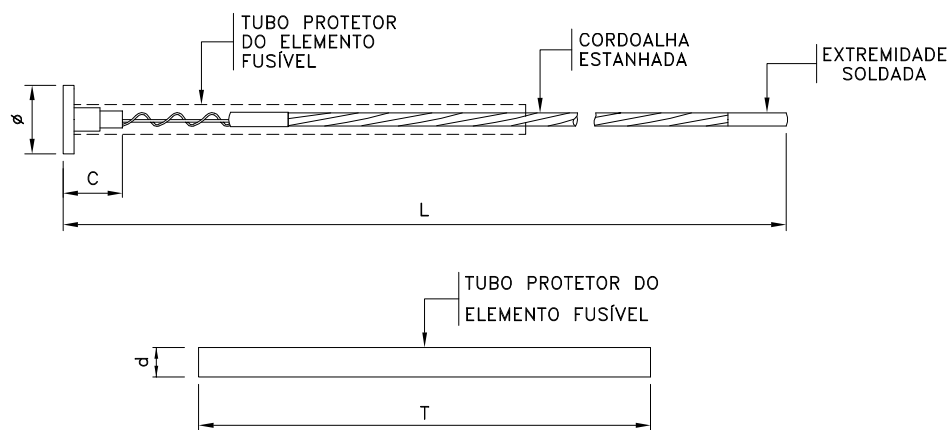 TUBO PROTETOR
DO ELEMENTO
FUSÍVEL
CORDOALHA
ESTANHADA
EXTREMIDADE
SOLDADA
ø
C
L
TUBO PROTETOR DO
ELEMENTO FUSÍVEL
d
T